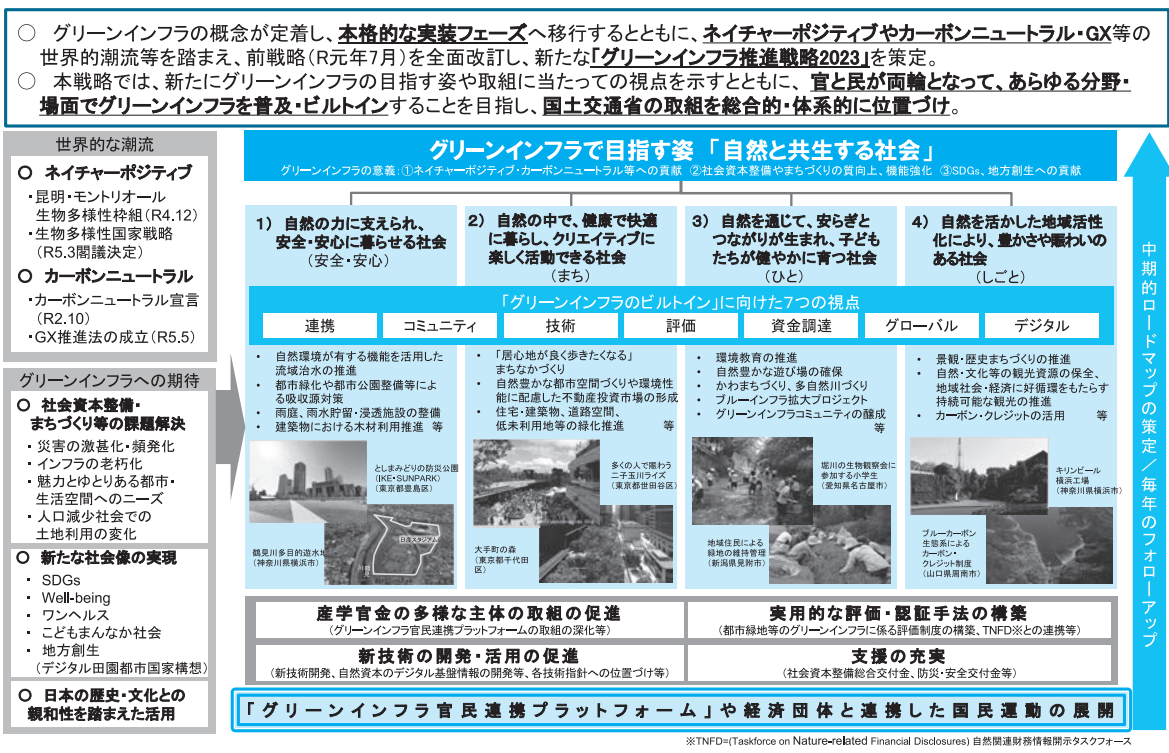 ○ グリーンインフラの概念が定着し、本格的な実装フェーズへ移行するとともに、ネイチャーポジティブやカーボンニュートラル・GX等の
世界的潮流等を踏まえ、前戦略(R元年7月)を全面改訂し、新たな「グリーンインフラ推進戦略2023」を策定。
○ 本戦略では、新たにグリーンインフラの目指す姿や取組に当たっての視点を示すとともに、官と民が両輪となって、あらゆる分野・
場面でグリーンインフラを普及・ビルトインすることを目指し、国土交通省の取組を総合的・体系的に位置づけ。
世界的な潮流
○ ネイチャーポジティブ
・昆明・モントリオール
生物多様性枠組(R4.12)
・生物多様性国家戦略
(R5.3閣議決定)
○ カーボンニュートラル
・カーボンニュートラル宣言
(R2.10)
・GX推進法の成立(R5.5)
グリーンインフラへの期待
○ 社会資本整備・
まちづくり等の課題解決
・ 災害の激甚化・頻発化
・ インフラの老朽化
・ 魅力とゆとりある都市・
生活空間へのニーズ
・ 人口減少社会での
土地利用の変化
○ 新たな社会像の実現
・ SDGs
・ Well-being
・ ワンヘルス
・ こどもまんなか社会
・ 地方創生
(デジタル田園都市国家構想)
○ 日本の歴史・文化との
親和性を踏まえた活用
グリーンインフラで目指す姿 「自然と共生する社会」
グリーンインフラの意義:①ネイチャーポジティブ・カーボンニュートラル等への貢献 ②社会資本整備やまちづくりの質向上、機能強化 ③SDGs、地方創生への貢献
1) 自然の力に支えられ、
安全・安心に暮らせる社会
(安全・安心)
2) 自然の中で、健康で快適
に暮らし、クリエイティブに
楽しく活動できる社会
(まち)
3) 自然を通じて、安らぎと
つながりが生まれ、子ども
たちが健やかに育つ社会
(ひと)
4) 自然を活かした地域活性
化により、豊かさや賑わいの
ある社会
(しごと)
「グリーンインフラのビルトイン」に向けた7つの視点
連携 コミュニティ 技術 評価 資金調達 グローバル デジタル
• 自然環境が有する機能を活用した
流域治水の推進
• 都市緑化や都市公園整備等によ
る吸収源対策
• 雨庭、雨水貯留・浸透施設の整備
• 建築物における木材利用推進 等
• 「居心地が良く歩きたくなる」
まちなかづくり
• 自然豊かな都市空間づくりや環境性
能に配慮した不動産投資市場の形成
• 住宅・建築物、道路空間、
低未利用地等の緑化推進 等
• 環境教育の推進
• 自然豊かな遊び場の確保
• かわまちづくり、多自然川づくり
• ブルーインフラ拡大プロジェクト
• グリーンインフラコミュニティの醸成
等
• 景観・歴史まちづくりの推進
• 自然・文化等の観光資源の保全、
地域社会・経済に好循環をもたらす
持続可能な観光の推進
• カーボン・クレジットの活用 等
としまみどりの防災公園
(IKE・SUNPARK)
(東京都豊島区)
鶴見川多目的遊水地
(神奈川県横浜市)
日産スタジアム
多くの人で賑わう
二子玉川ライズ
(東京都世田谷区)
大手町の森
(東京都千代田
区)
堀川の生物観察会に
参加する小学生
(愛知県名古屋市)
地域住民による
緑地の維持管理
(新潟県見附市)
キリンビール
横浜工場
(神奈川県横浜市)
ブルーカーボン
生態系による
カーボン・
クレジット制度
(山口県周南市)
産学官金の多様な主体の取組の促進
(グリーンインフラ官民連携プラットフォームの取組の深化等)
実用的な評価・認証手法の構築
(都市緑地等のグリーンインフラに係る評価制度の構築、TNFD※との連携等)
新技術の開発・活用の促進
(新技術開発、自然資本のデジタル基盤情報の開発等、各技術指針への位置づけ等)
支援の充実
(社会資本整備総合交付金、防災・安全交付金等)
「グリーンインフラ官民連携プラットフォーム」や経済団体と連携した国民運動の展開
中期的ロードマップの策定/毎年のフォローアップ
※TNFD=(Taskforce on Nature-related Financial Disclosures) 自然関連財務情報開示タスクフォース